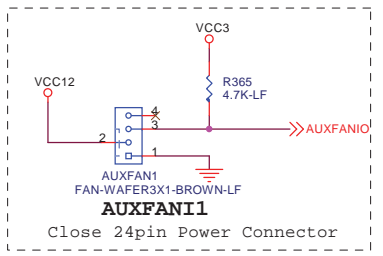 VCC3
VCC12
R365
4.7K-LF
4
3
AUXFANIO
2
1
AUXFAN1
FAN-WAFER3X1-BROWN-LF
AUXFANI1
Close 24pin Power Connector